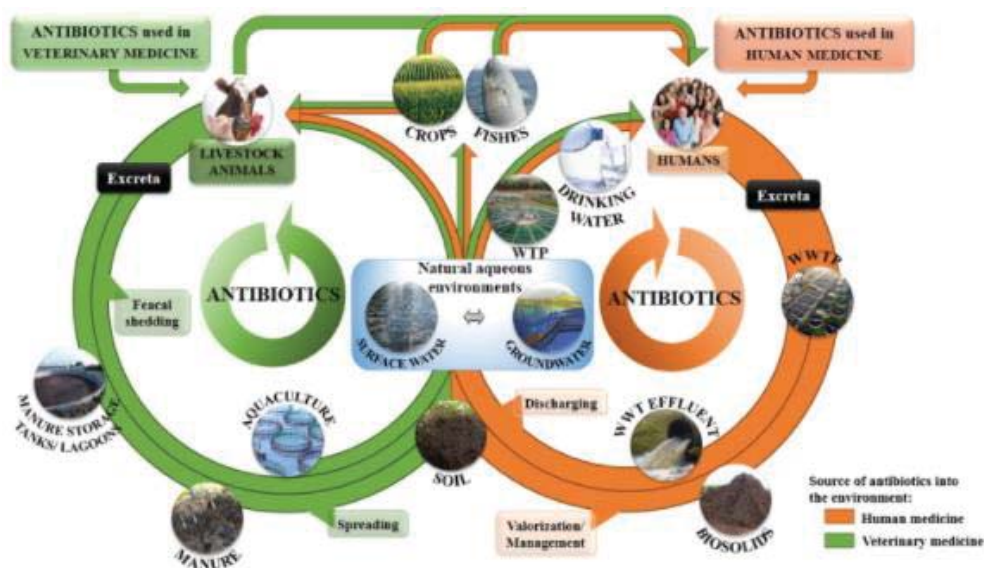 ANTIBIOTICS used in
VETERINARY MEDICINE
ANTIBIOTICS used in
HUMAN MEDICINE
CROPS
FISHES
LIVESTOCK
ANIMALS
HUMANS
DRINKING
WATER
Excreta
Excreta
WTP
WWTP
Natural aqueous
environments
ANTIBIOTICS
ANTIBIOTICS
Feacal
shedding
SURFACE WATER
GROUNDWATER
MANURE STORAGE
TANKS/ LAGOONS
AQUACULTURE
Discharging
WWT EFFLUENT
SOIL
Source of antibiotics into
the environment:
Human medicine
Veterinary medicine
Spreading
Valorization/
Management
MANURE
BIOSOLIDS